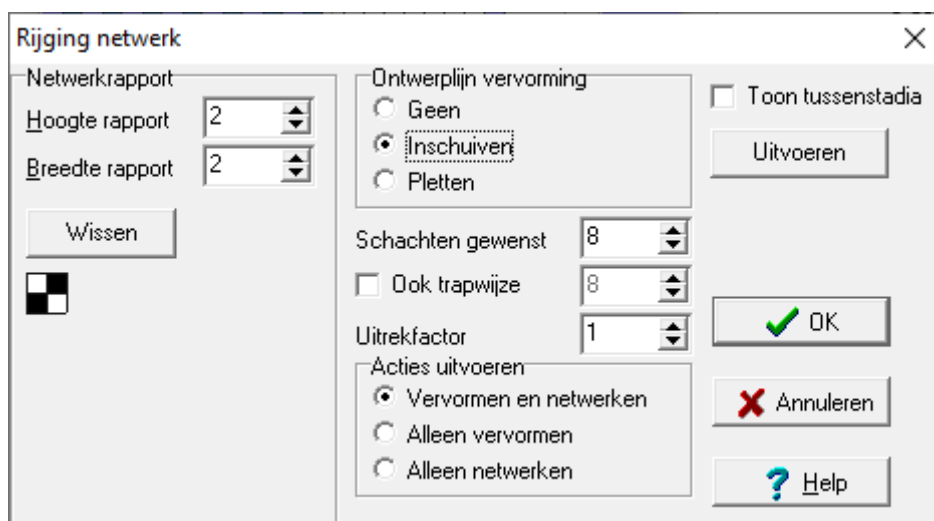 Rijging netwerk
Netwerkrapport
Hoogte rapport 2
Breedte rapport 2
Wissen
Ontwerplijn vervorming
Geen
Inschuiven
Pletten
Schachten gewenst 8
Ook trapwijze 8
Uitrekfactor 1
Acties uitvoeren
Vervormen en netwerken
Alleen vervormen
Alleen netwerken
Toon tussenstadia
Uitvoeren
OK
Annuleren
? Help